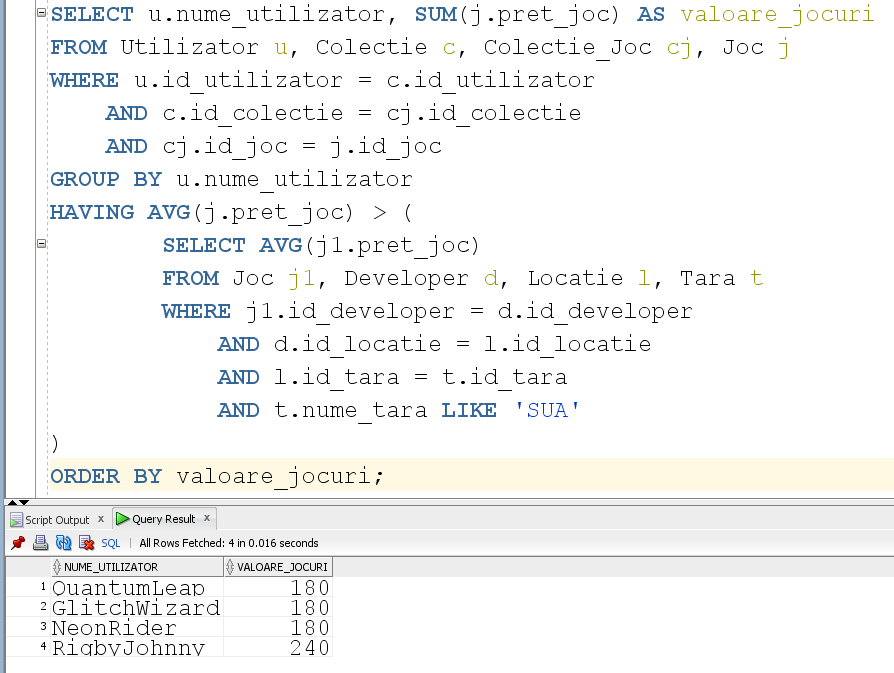 SELECT u.nume_utilizator, SUM(j.pret_joc) AS valoare_jocuri
FROM Utilizator u, Colectie c, Colectie_Joc cj, Joc j
WHERE u.id_utilizator = c.id_utilizator
AND c.id_colectie = cj.id_colectie
AND cj.id_joc = j.id_joc
GROUP BY u.nume_utilizator
HAVING AVG(j.pret_joc) > (
SELECT AVG(j1.pret_joc)
FROM Joc j1, Developer d, Locatie l, Tara t
WHERE j1.id_developer = d.id_developer
AND d.id_locatie = l.id_locatie
AND l.id_tara = t.id_tara
AND t.nume_tara LIKE 'SUA'
)
ORDER BY valoare_jocuri;
Script Output x Query Result x
SQL | All Rows Fetched: 4 in 0.016 seconds
NUME_UTILIZATOR VALOARE_JOCURI
1 QuantumLeap 180
2 GlitchWizard 180
3 NeonRider 180
4 RigbyJohnny 240